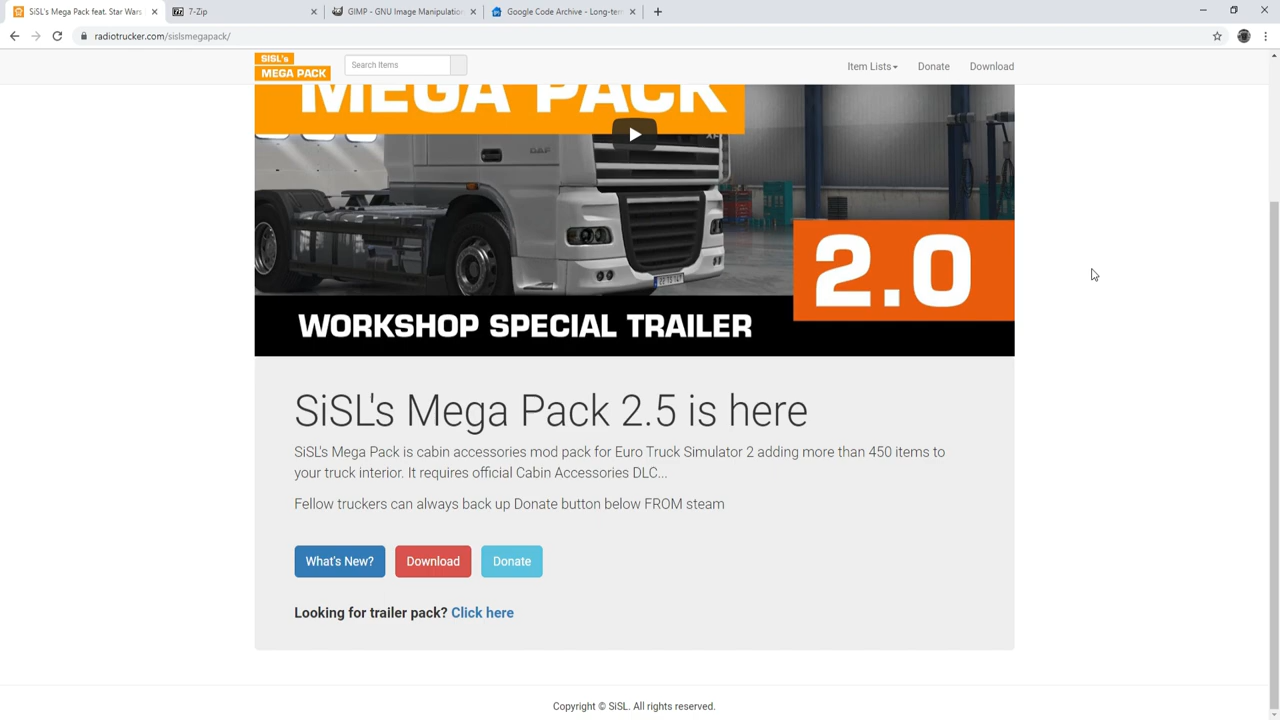 SiSL's Mega Pack feat. Star Wars
7-Zip
GIMP - GNU Image Manipulation
Google Code Archive - Long-ter
radiotrucker.com/sislsmegapack/
SISL's
MEGA PACK
Search Items
Item Lists
Donate
Download
MEGA PACK
DAF
XF
2.0
WORKSHOP SPECIAL TRAILER
SiSL's Mega Pack 2.5 is here
SiSL's Mega Pack is cabin accessories mod pack for Euro Truck Simulator 2 adding more than 450 items to
your truck interior. It requires official Cabin Accessories DLC...
Fellow truckers can always back up Donate button below FROM steam
What's New?
Download
Donate
Looking for trailer pack? Click here
Copyright © SiSL. All rights reserved.